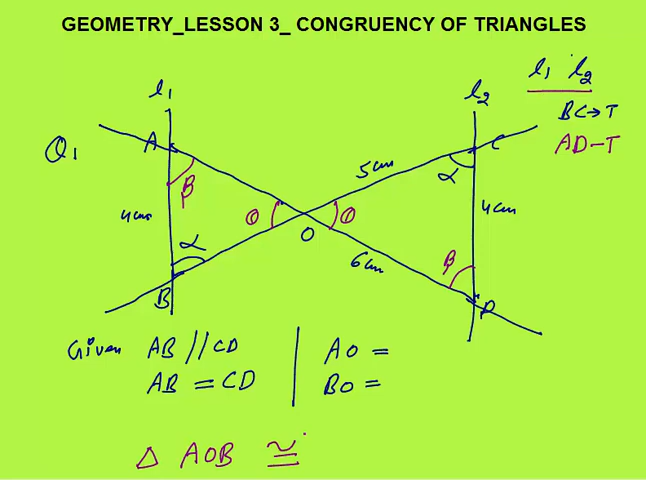 GEOMETRY_LESSON 3_ CONGRUENCY OF TRIANGLES
l1 l2
l1 l2
BC→T
AD-T
Q1
A
C
5cm
β
α
4cm
θ
θ
4cm
O
α
6cm
β
B
D
Given AB // CD
AB = CD
AO =
BO =
Δ AOB ≅